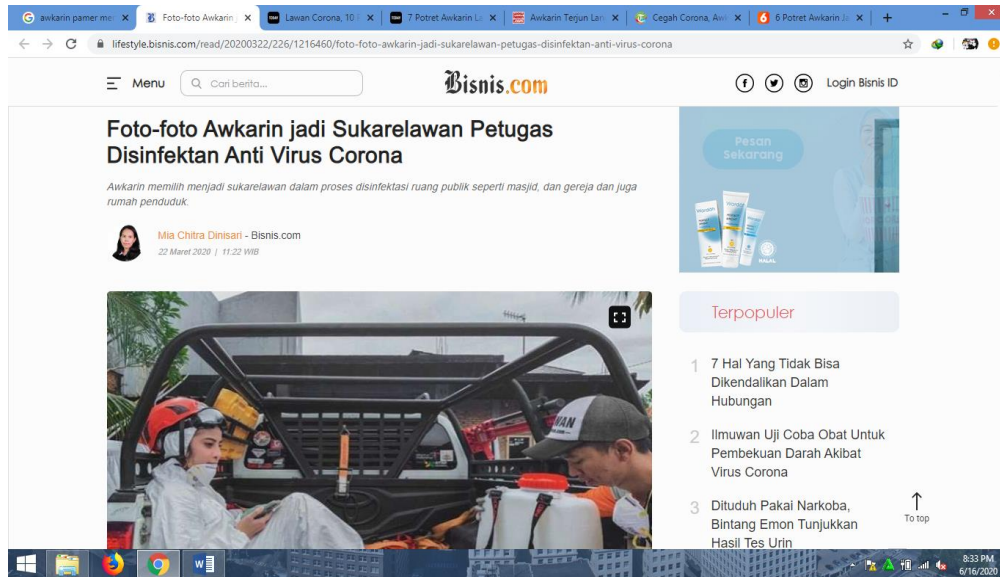 awkarin pamer me
Foto-foto Awkarin
Lawan Corona, 10 F
7 Potret Awkarin La
Awkarin Terjun Lan
Cegah Corona, Aw
6 Potret Awkarin Ja
lifestyle.bisnis.com/read/20200322/226/1216460/foto-foto-awkarin-jadi-sukarelawan-petugas-disinfektan-anti-virus-corona
Menu
Cari berita...
Bisnis.com
Login Bisnis ID
Foto-foto Awkarin jadi Sukarelawan Petugas
Disinfektan Anti Virus Corona
Awkarin memilih menjadi sukarelawan dalam proses disinfektasi ruang publik seperti masjid, dan gereja dan juga
rumah penduduk.
Mia Chitra Dinisari - Bisnis.com
22 Maret 2020 | 11:22 WIB
Pesan
Sekarang
HALAL
Terpopuler
1 7 Hal Yang Tidak Bisa
Dikendalikan Dalam
Hubungan
2 Ilmuwan Uji Coba Obat Untuk
Pembekuan Darah Akibat
Virus Corona
3 Dituduh Pakai Narkoba,
Bintang Emon Tunjukkan
Hasil Tes Urin
To top
8:33 PM
6/16/2020